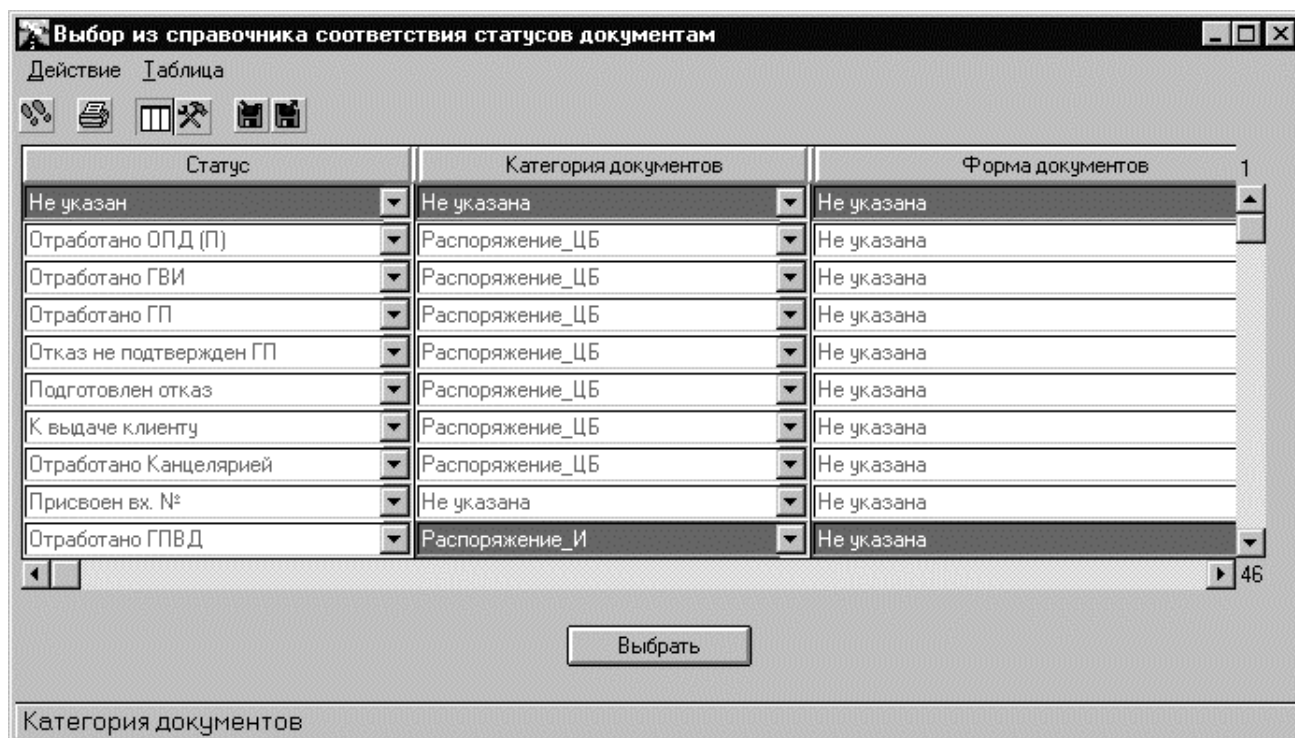 Выбор из справочника соответствия статусов документам
Действие Таблица
Статус Категория документов Форма документов 1
Не указан Не указана Не указана
Отработано ОПД (П) Распоряжение_ЦБ Не указана
Отработано ГВИ Распоряжение_ЦБ Не указана
Отработано ГП Распоряжение_ЦБ Не указана
Отказ не подтвержден ГП Распоряжение_ЦБ Не указана
Подготовлен отказ Распоряжение_ЦБ Не указана
К выдаче клиенту Распоряжение_ЦБ Не указана
Отработано Канцелярией Распоряжение_ЦБ Не указана
Присвоен вх. № Не указана Не указана
Отработано ГПВД Распоряжение_И Не указана
46
Выбрать
Категория документов